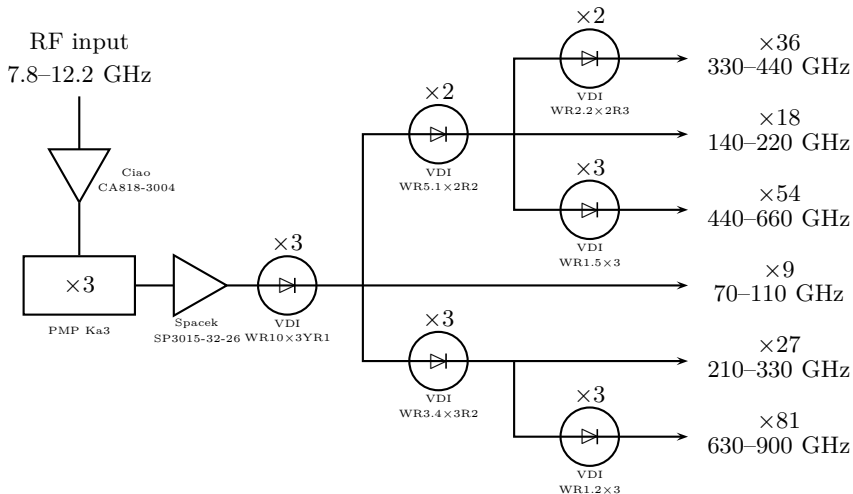 RF input
7.8–12.2 GHz
Ciao
CA818-3004
×3
PMP Ka3
Spacek
SP3015-32-26
×3
VDI
WR10×3YR1
×2
VDI
WR5.1×2R2
×3
VDI
WR3.4×3R2
×2
VDI
WR2.2×2R3
×3
VDI
WR1.5×3
×3
VDI
WR1.2×3
×36
330–440 GHz
×18
140–220 GHz
×54
440–660 GHz
×9
70–110 GHz
×27
210–330 GHz
×81
630–900 GHz